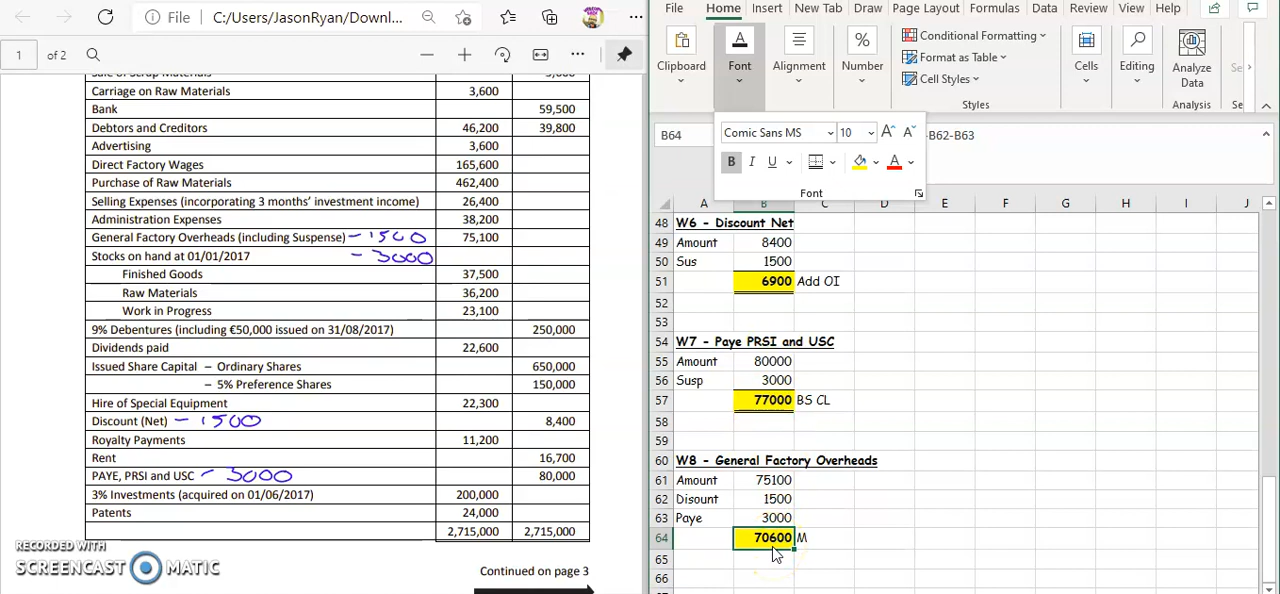 File C:/Users/JasonRyan/Downl...
1 of 2
Sale of Scrap Materials
Carriage on Raw Materials 3,600
Bank 59,500
Debtors and Creditors 46,200 39,800
Advertising 3,600
Direct Factory Wages 165,600
Purchase of Raw Materials 462,400
Selling Expenses (incorporating 3 months' investment income) 26,400
Administration Expenses 38,200
General Factory Overheads (including Suspense) - 1500 75,100
Stocks on hand at 01/01/2017 - 3000
Finished Goods 37,500
Raw Materials 36,200
Work in Progress 23,100
9% Debentures (including €50,000 issued on 31/08/2017) 250,000
Dividends paid 22,600
Issued Share Capital – Ordinary Shares 650,000
– 5% Preference Shares 150,000
Hire of Special Equipment 22,300
Discount (Net) - 1500 8,400
Royalty Payments 11,200
Rent 16,700
PAYE, PRSI and USC - 3000 80,000
3% Investments (acquired on 01/06/2017) 200,000
Patents 24,000
2,715,000 2,715,000
Continued on page 3
RECORDED WITH
SCREENCAST MATIC
File Home Insert New Tab Draw Page Layout Formulas Data Review View Help
Clipboard Font Alignment Number
Conditional Formatting
Format as Table
Cell Styles
Styles
Cells Editing
Analyze Data
Analysis
Se
Se
B64 -B62-B63
Comic Sans MS 10 A A
B I U A
Font
A B C D E F G H I J
48 W6 - Discount Net
49 Amount 8400
50 Sus 1500
51 6900 Add OI
52
53
54 W7 - Paye PRSI and USC
55 Amount 80000
56 Susp 3000
57 77000 BS CL
58
59
60 W8 - General Factory Overheads
61 Amount 75100
62 Disount 1500
63 Paye 3000
64 70600 M
65
66